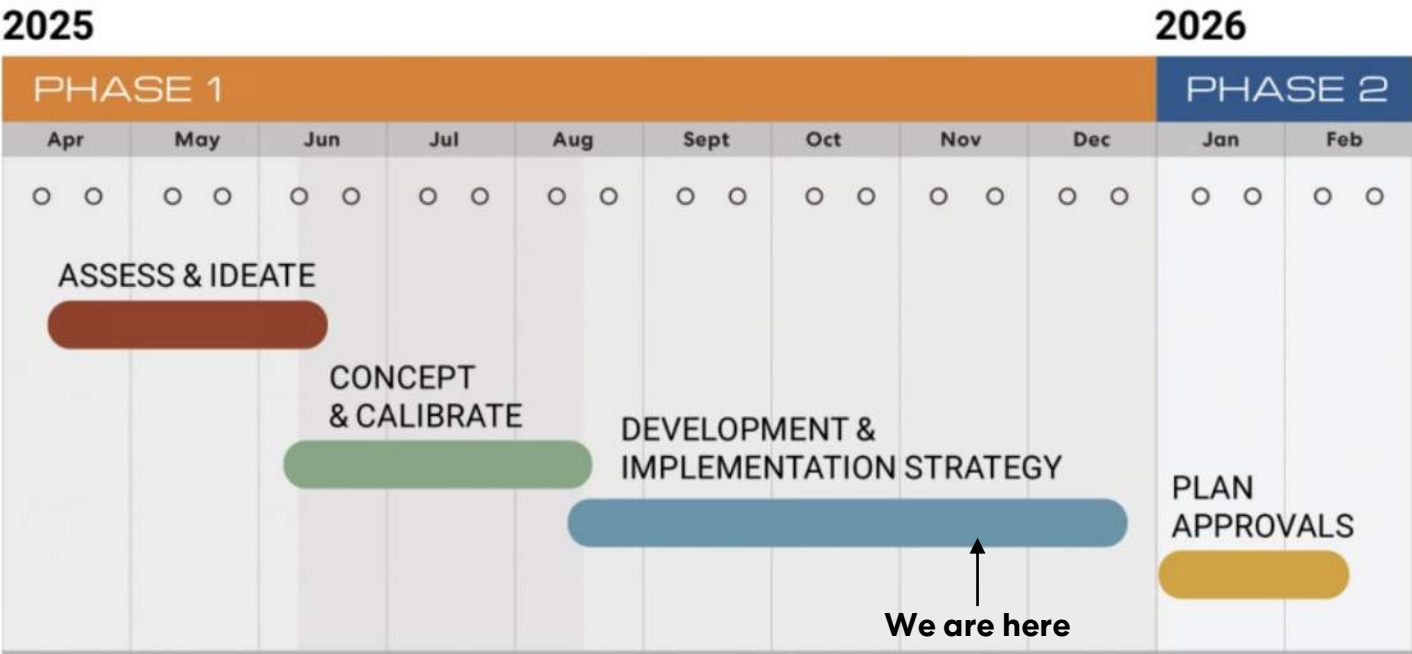 2025 2026
PHASE 1 PHASE 2
Apr May Jun Jul Aug Sept Oct Nov Dec Jan Feb
ASSESS & IDEATE
CONCEPT
& CALIBRATE
DEVELOPMENT &
IMPLEMENTATION STRATEGY
PLAN
APPROVALS
We are here